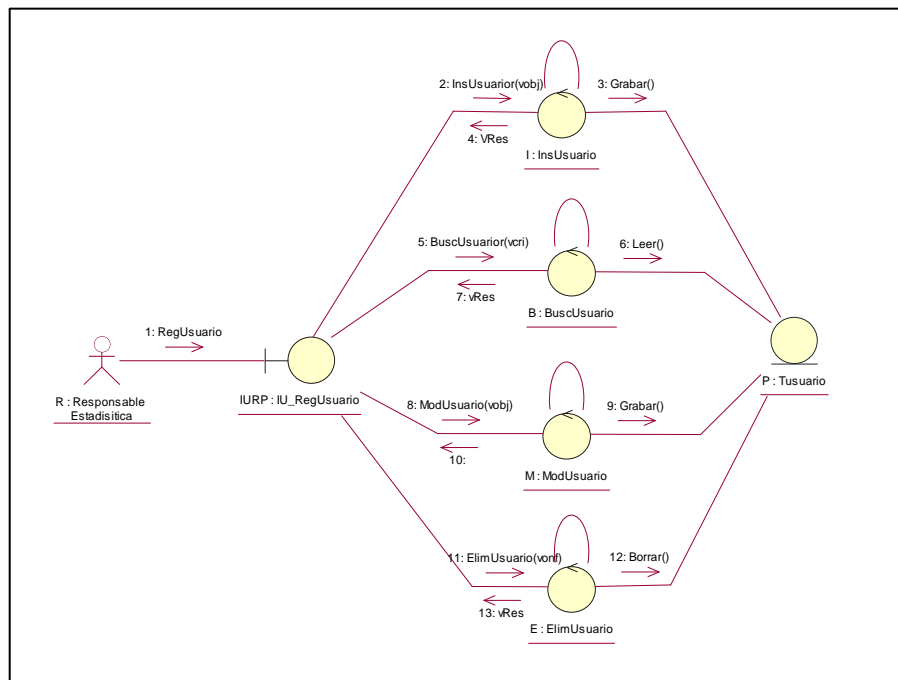 2: InsUsuarior(vobj)
3: Grabar()
4: VRes
I : InsUsuario
5: BuscUsuarior(vcri)
6: Leer()
7: vRes
B : BuscUsuario
1: RegUsuario
R : Responsable
Estadisitica
IURP : IU_RegUsuario
P : Tusuario
8: ModUsuario(vobj)
9: Grabar()
10:
M : ModUsuario
11: ElimUsuario(vonf)
12: Borrar()
13: vRes
E : ElimUsuario